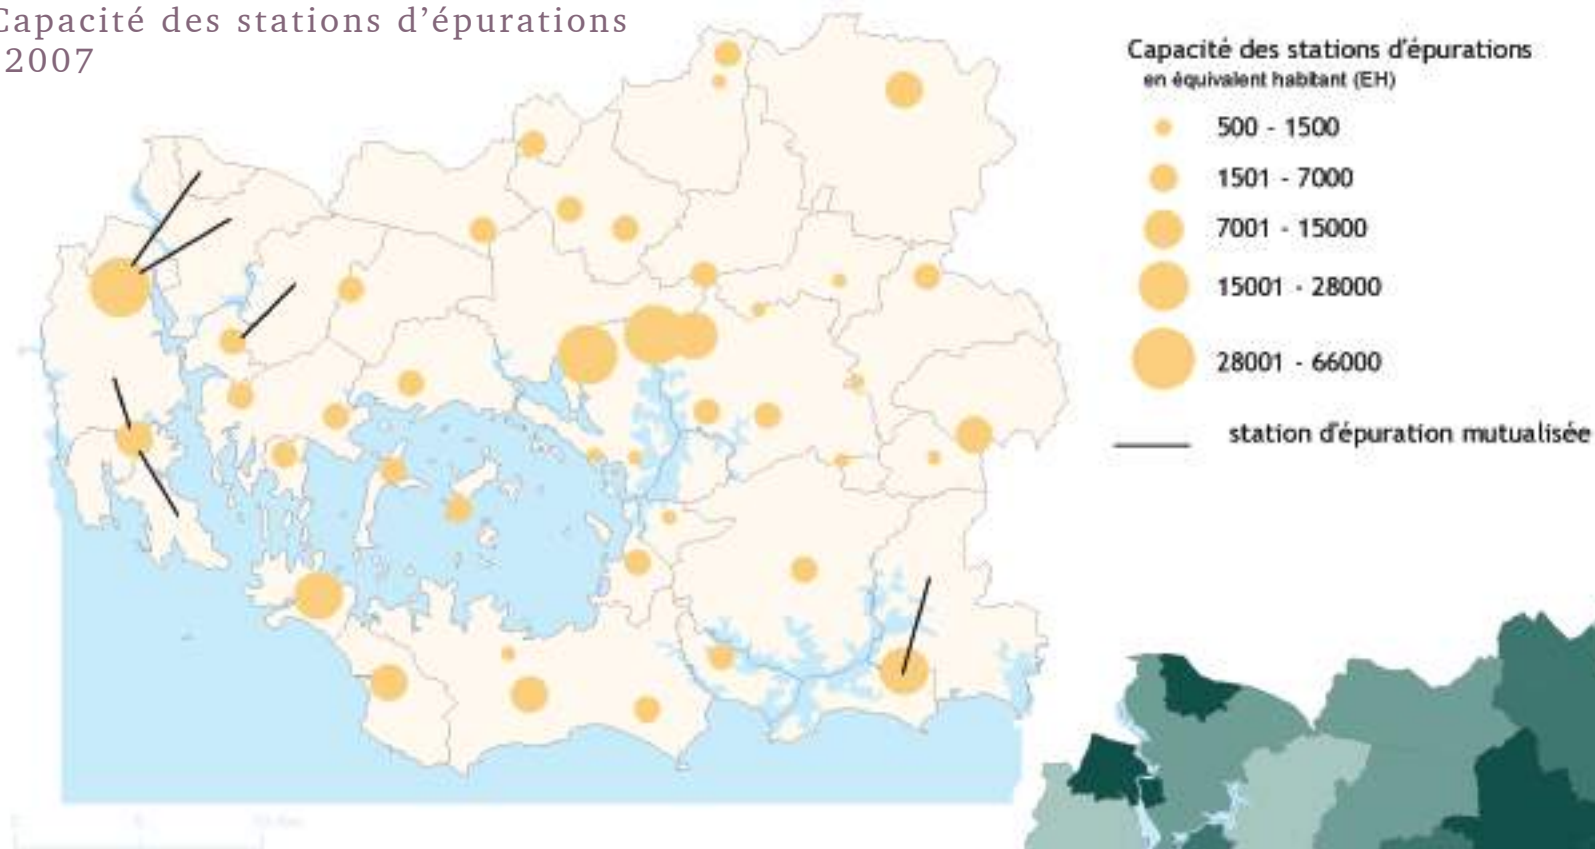 Capacité des stations d'épurations
2007
Capacité des stations d'épurations
en équivalent habitant (EH)
500 - 1500
1501 - 7000
7001 - 15000
15001 - 28000
28001 - 66000
station d'épuration mutualisée